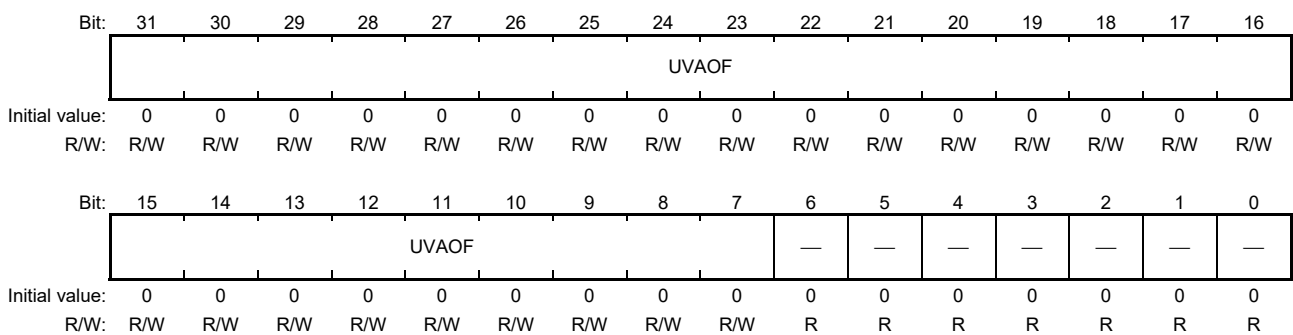 Bit: 31 30 29 28 27 26 25 24 23 22 21 20 19 18 17 16
UVAOF
Initial value: 0 0 0 0 0 0 0 0 0 0 0 0 0 0 0 0
R/W: R/W R/W R/W R/W R/W R/W R/W R/W R/W R/W R/W R/W R/W R/W R/W R/W
Bit: 15 14 13 12 11 10 9 8 7 6 5 4 3 2 1 0
UVAOF — — — — — — —
Initial value: 0 0 0 0 0 0 0 0 0 0 0 0 0 0 0 0
R/W: R/W R/W R/W R/W R/W R/W R/W R/W R/W R R R R R R R